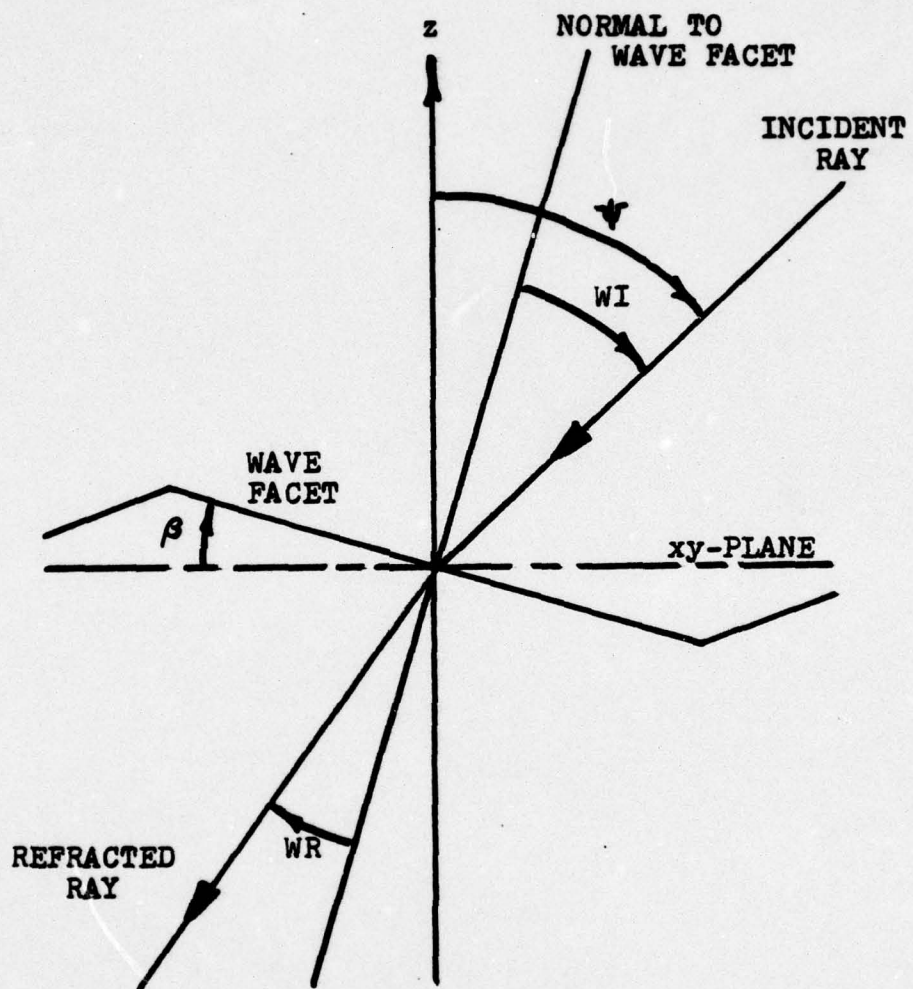 z
NORMAL TO
WAVE FACET
INCIDENT
RAY
ψ
WI
WAVE
FACET
β
xy-PLANE
WR
REFRACTED
RAY